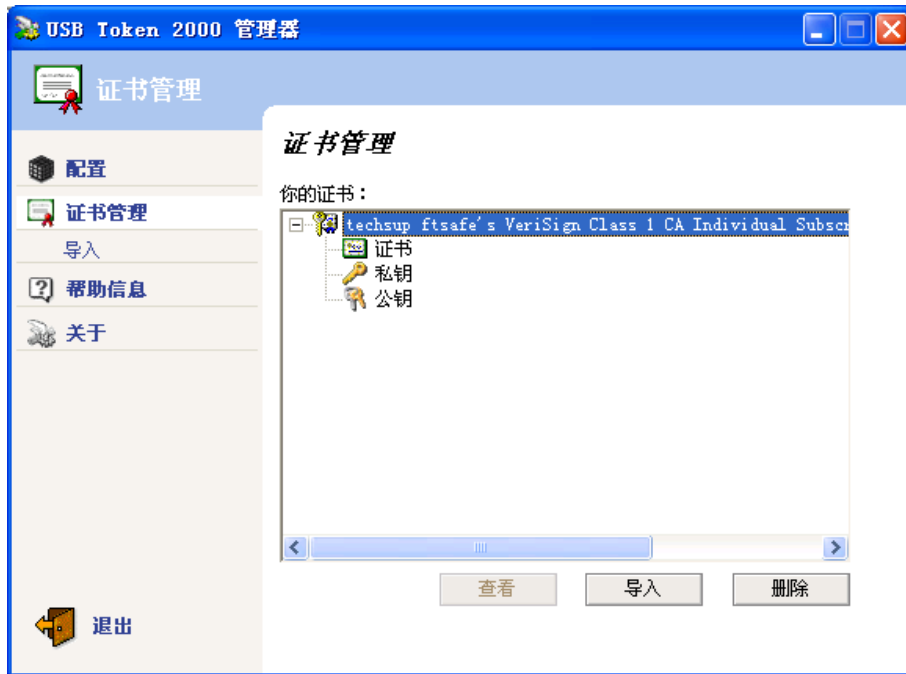 USB Token 2000 管理器
证书管理
配置
证书管理
导入
帮助信息
关于
退出
证书管理
你的证书：
techsup ftsafe's VeriSign Class 1 CA Individual Subscr
证书
私钥
公钥
查看
导入
删除